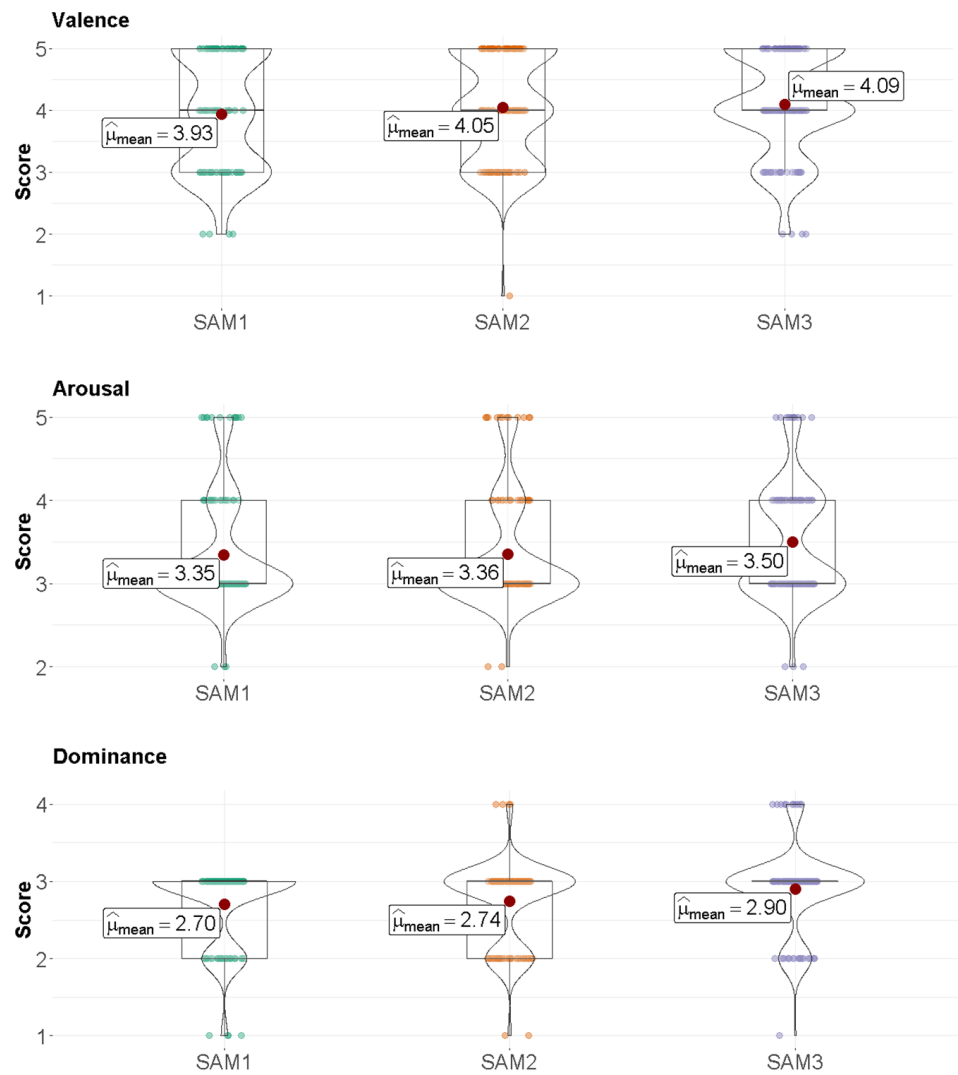 Valence
Score
5
4
3
2
1
μ̂mean = 3.93
μ̂mean = 4.05
μ̂mean = 4.09
SAM1 SAM2 SAM3
Arousal
Score
5
4
3
2
μ̂mean = 3.35
μ̂mean = 3.36
μ̂mean = 3.50
SAM1 SAM2 SAM3
Dominance
Score
4
3
2
1
μ̂mean = 2.70
μ̂mean = 2.74
μ̂mean = 2.90
SAM1 SAM2 SAM3